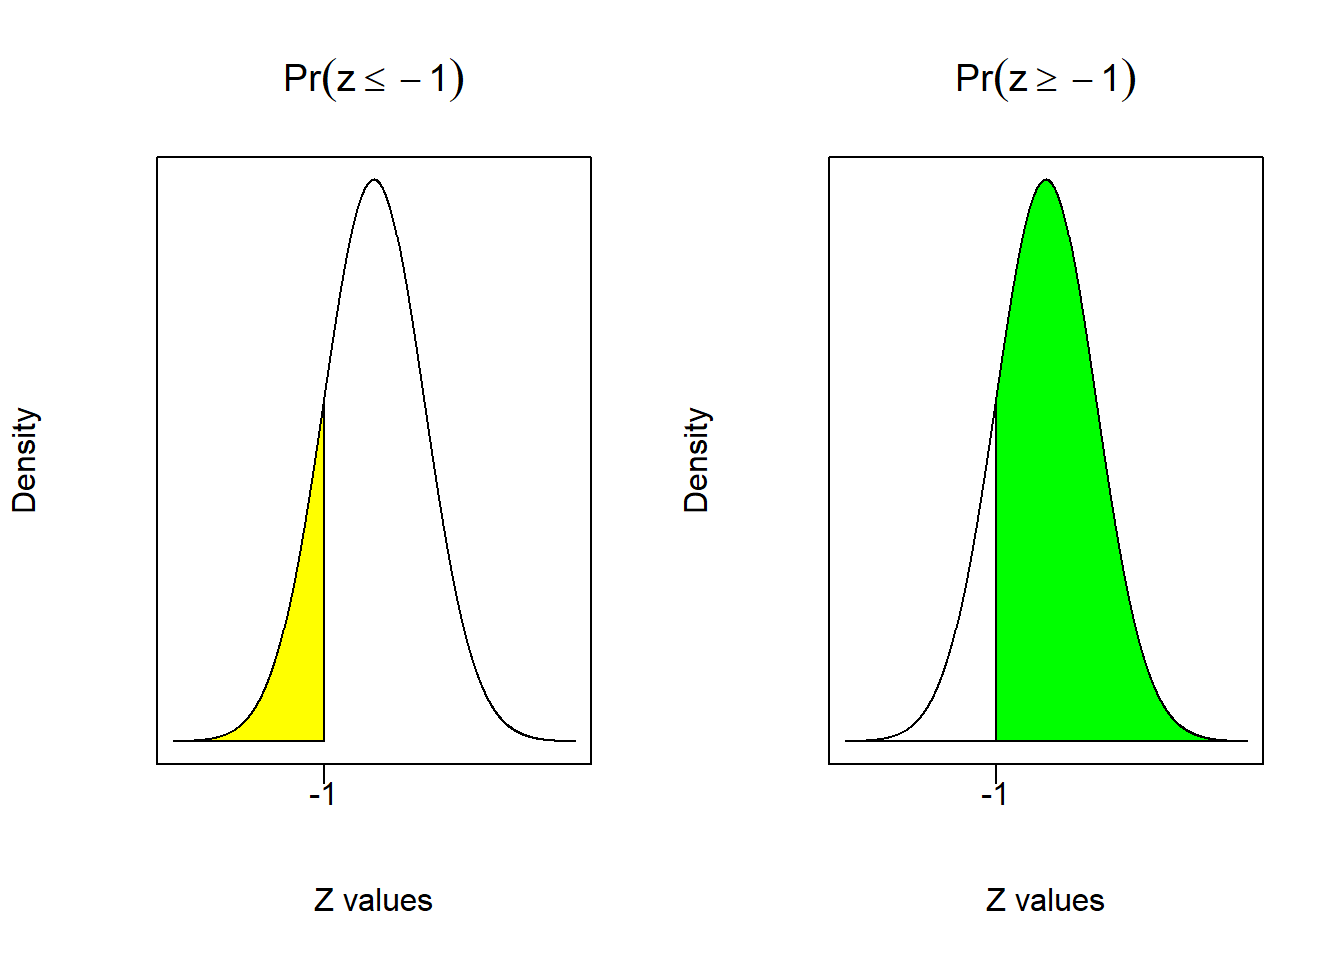 Pr(z ≤ − 1)
Density
-1
Z values
Pr(z ≥ − 1)
Density
-1
Z values